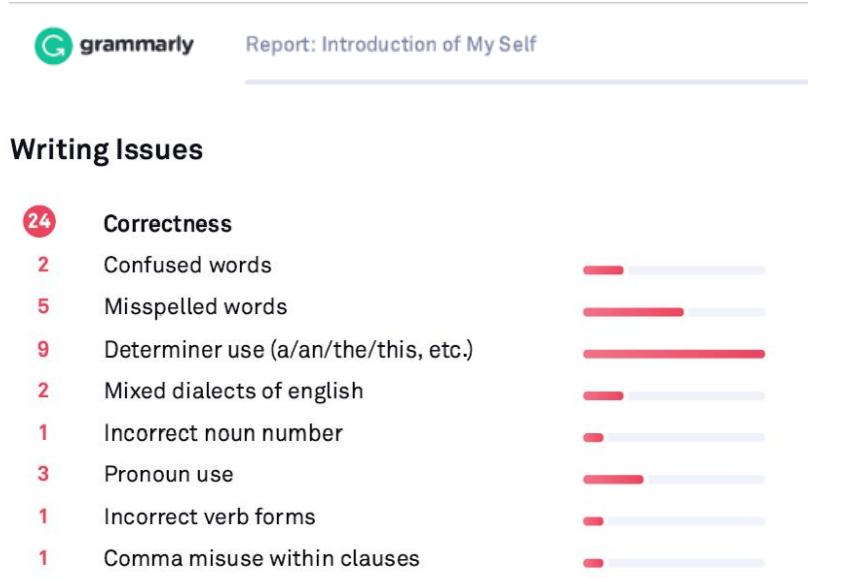 grammarly Report: Introduction of My Self
Writing Issues
24 Correctness
2 Confused words
5 Misspelled words
9 Determiner use (a/an/the/this, etc.)
2 Mixed dialects of english
1 Incorrect noun number
3 Pronoun use
1 Incorrect verb forms
1 Comma misuse within clauses